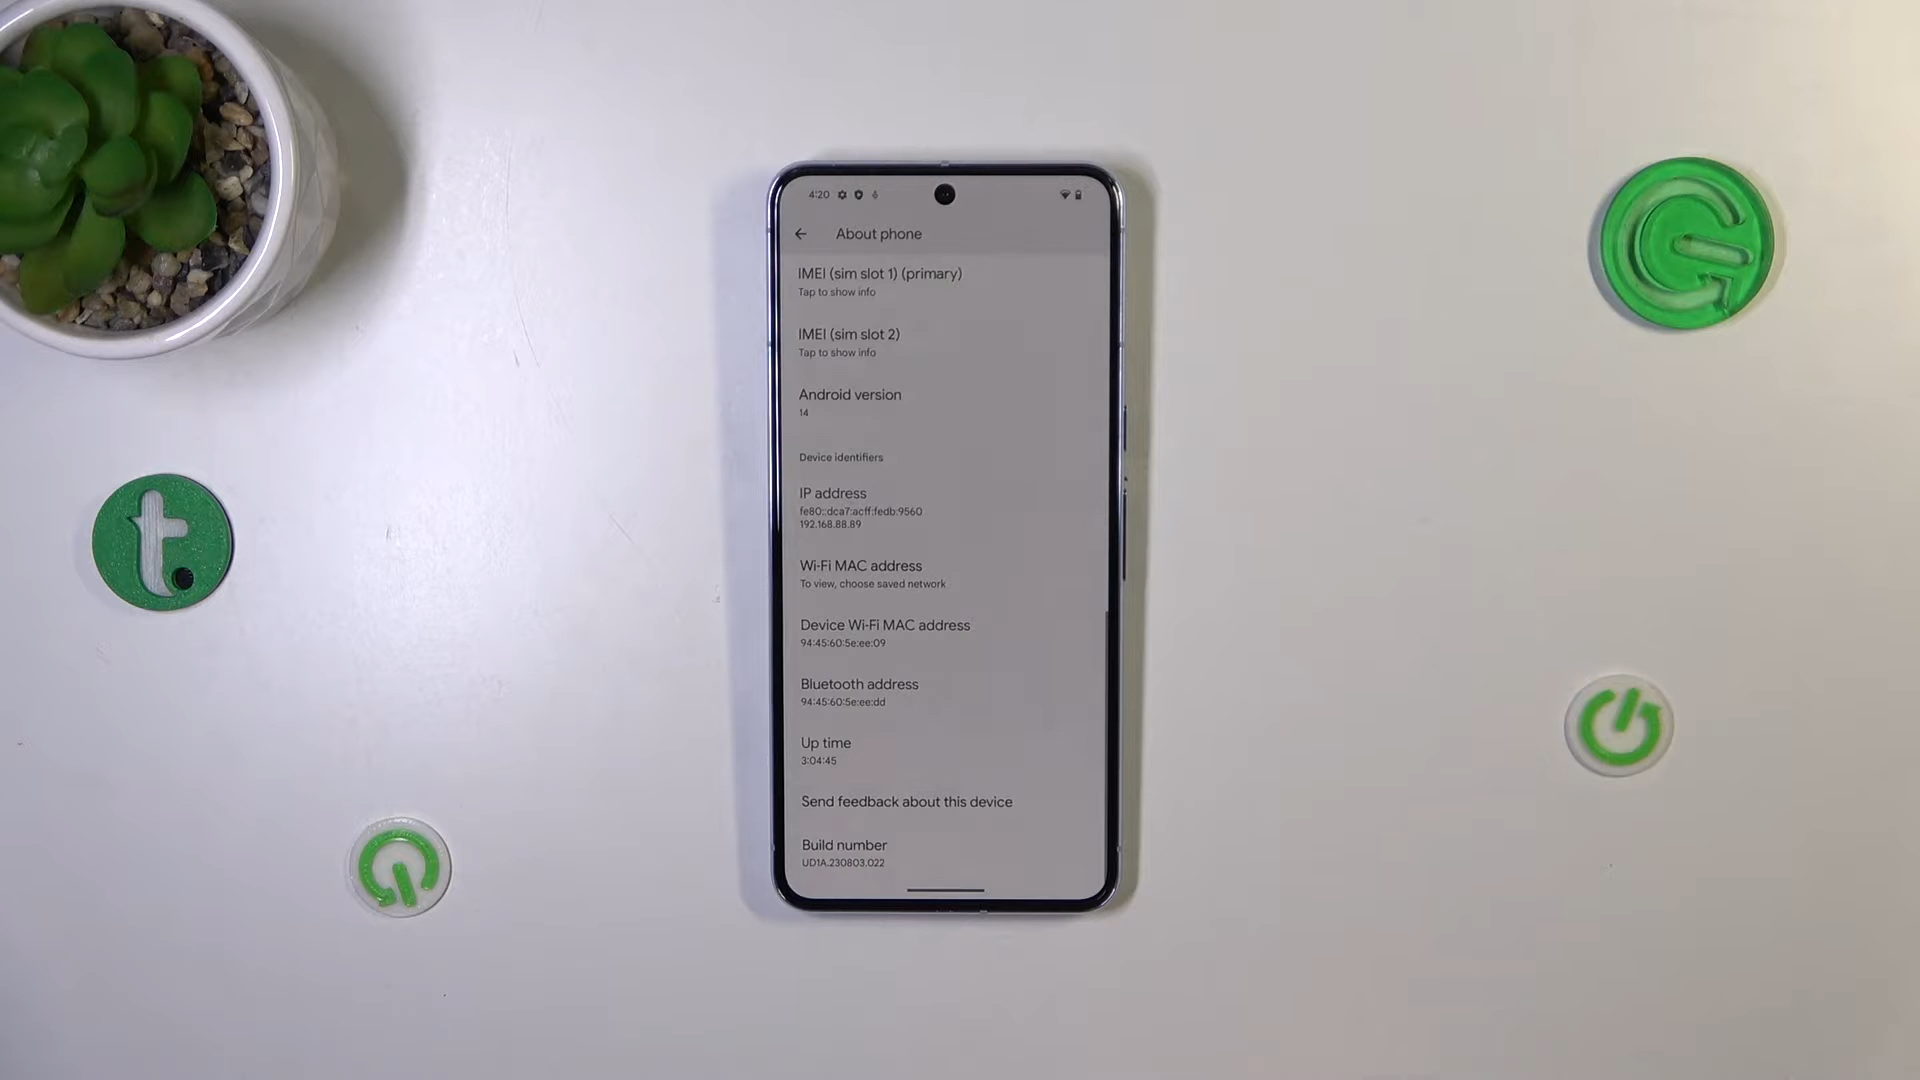 4:20
About phone
IMEI (sim slot 1) (primary)
Tap to show info
IMEI (sim slot 2)
Tap to show info
Android version
14
Device identifiers
IP address
fe80::dca7:acff:fedb:9560
192.168.88.89
Wi-Fi MAC address
To view, choose saved network
Device Wi-Fi MAC address
94:45:60:5e:ee:09
Bluetooth address
94:45:60:5e:ee:dd
Up time
3:04:45
Send feedback about this device
Build number
UD1A.230803.022
t.